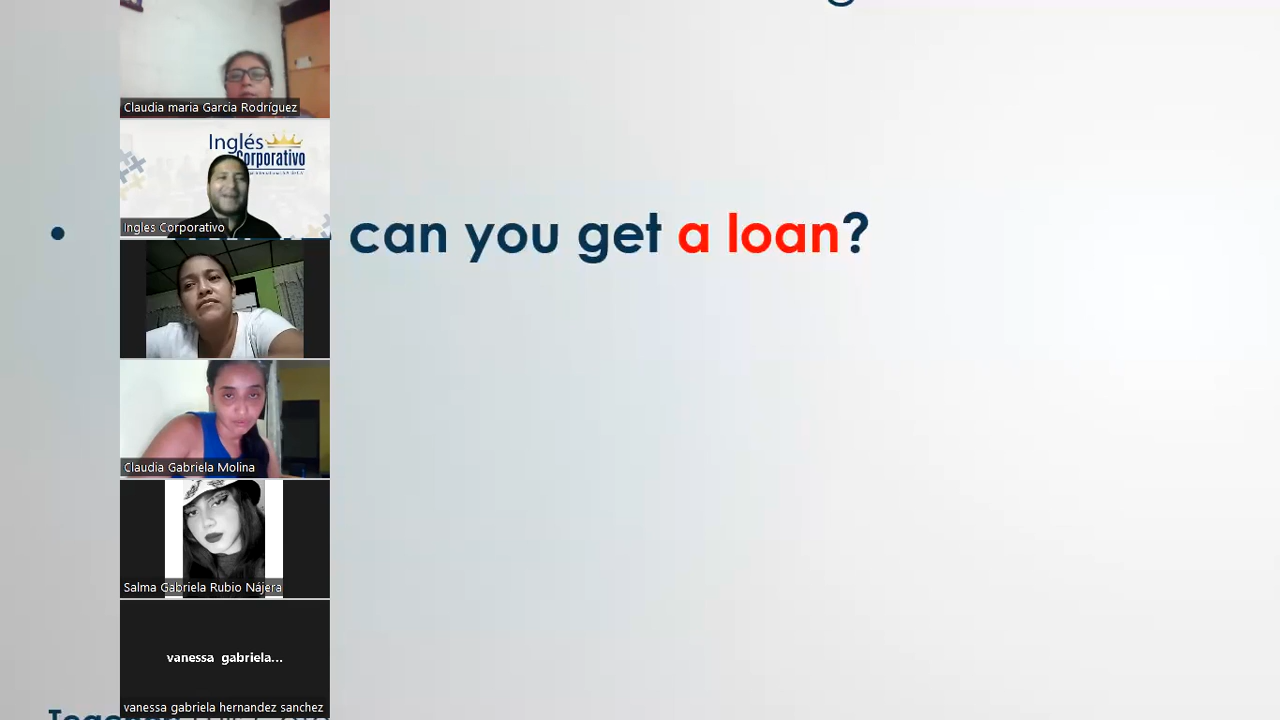 Claudia maria Garcia Rodríguez
Inglés
Corporativo
Ingles Corporativo
• can you get a loan?
Claudia Gabriela Molina
Salma Gabriela Rubio Nájera
vanessa gabriela...
vanessa gabriela hernandez sanchez